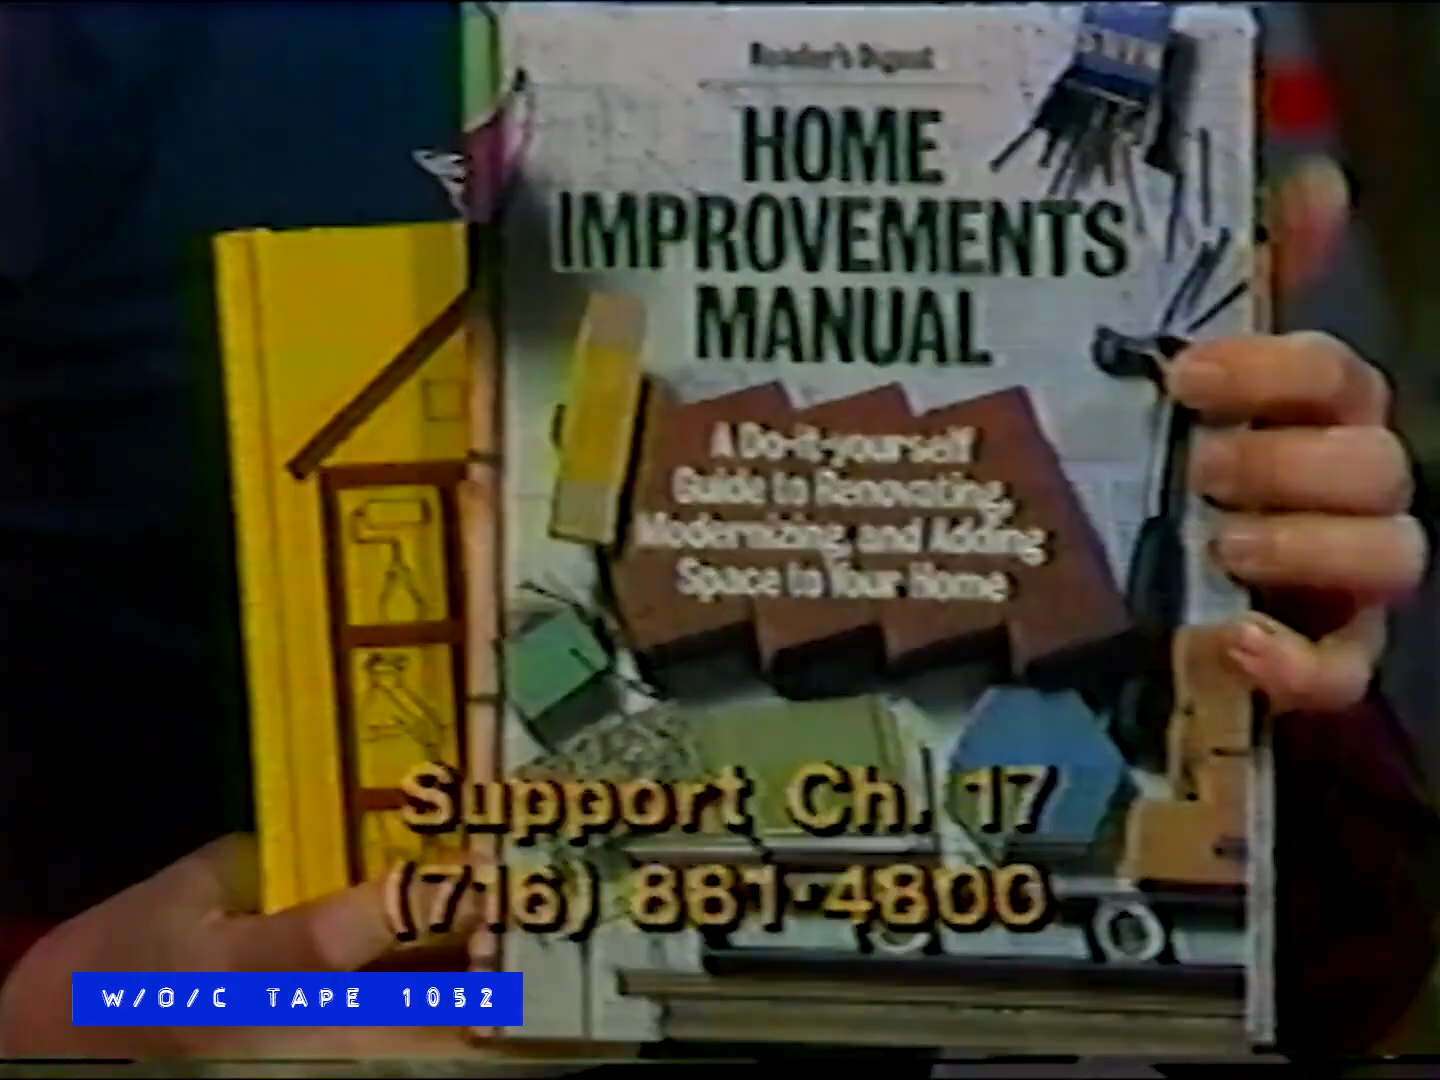 Reader's Digest
HOME
IMPROVEMENTS
MANUAL
A Do-it-yourself
Guide to Renovating,
Modernizing, and Adding
Space to Your Home
Support Ch. 17
(716) 881-4800
W/O/C TAPE 1052